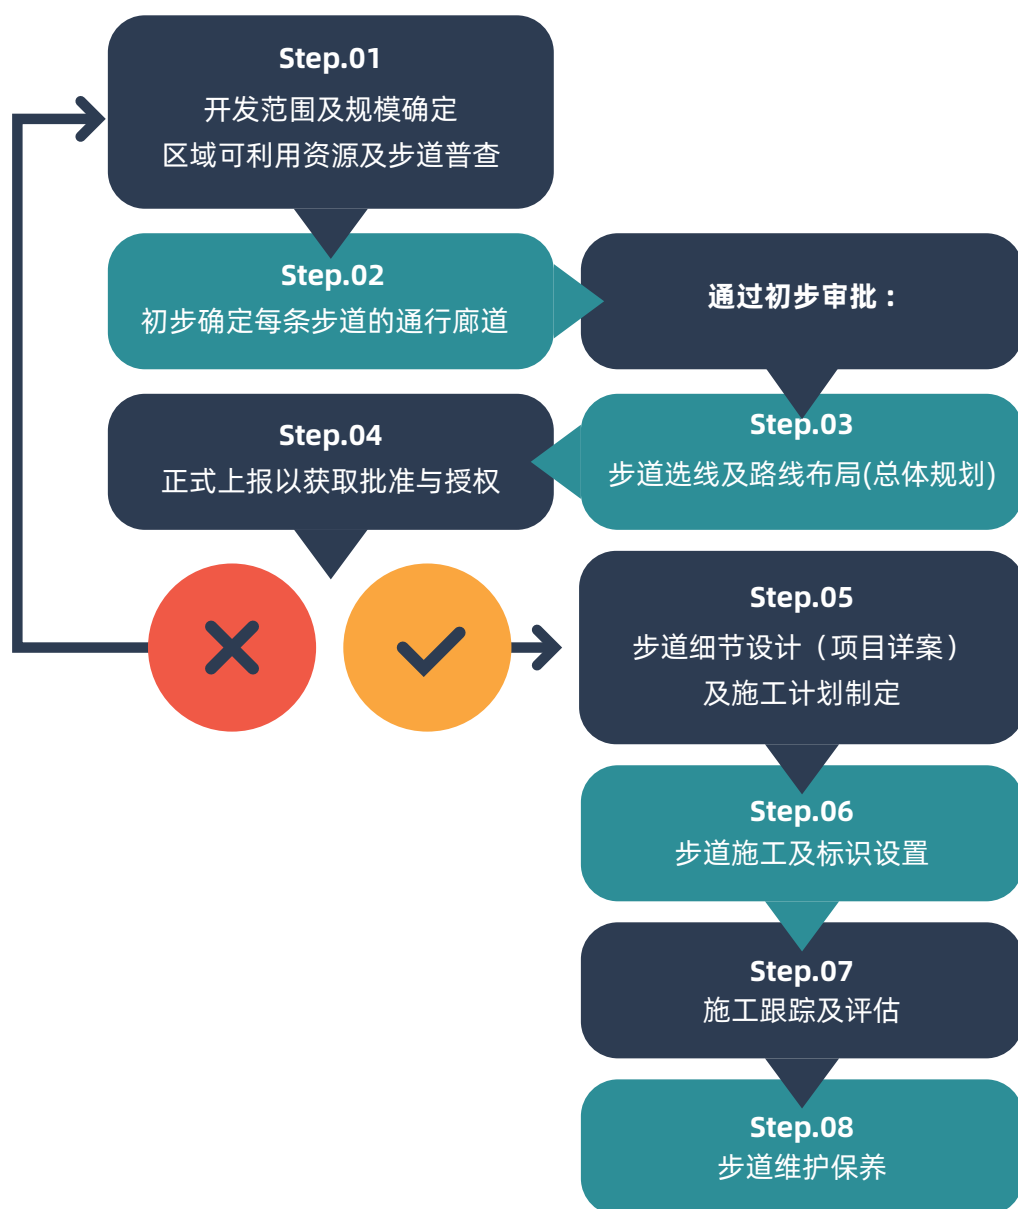 Step.01
开发范围及规模确定
区域可利用资源及步道普查
Step.02
初步确定每条步道的通行廊道
通过初步审批：
Step.03
步道选线及路线布局(总体规划)
Step.04
正式上报以获取批准与授权
Step.05
步道细节设计（项目详案）
及施工计划制定
Step.06
步道施工及标识设置
Step.07
施工跟踪及评估
Step.08
步道维护保养